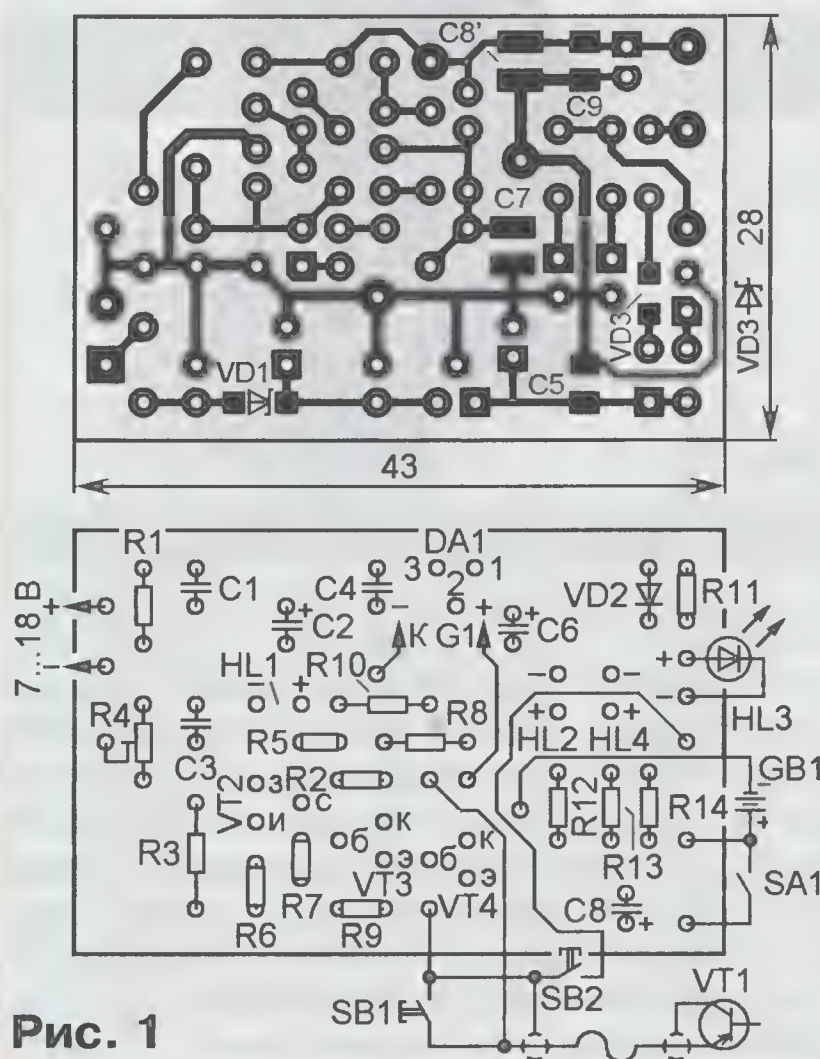 C8'
C9
C7
VD3
VD1
C5
28
VD3
43
R1
DA1
3
1
2
7...18 В
+
−
C1
C4
−
+
C2
К
G1
+
C6
VD2
R11
HL1
−
+
R10
R8
−
−
+
+
HL2
HL4
+
−
HL3
R4
C3
R5
R2
VT2
з
с
и
R3
б
к
э
VT3
б
к
э
VT4
R12
R13
R14
GB1
−
+
SA1
R6
R7
R9
C8
+
SB1
SB2
VT1
Рис. 1